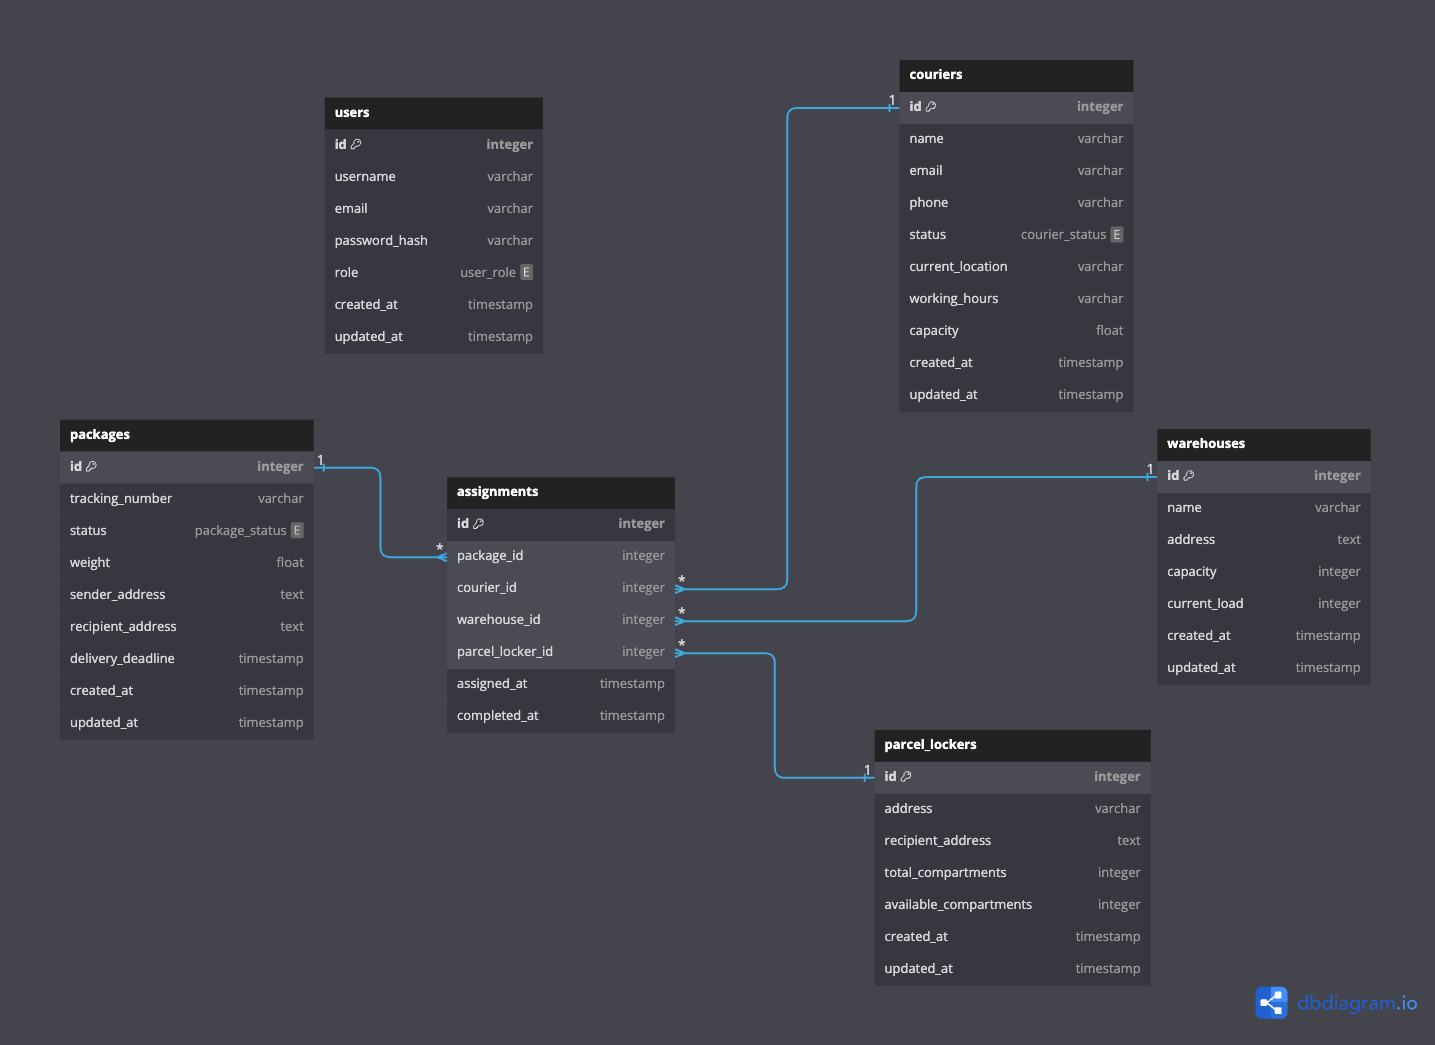 users
id integer
username varchar
email varchar
password_hash varchar
role user_role E
created_at timestamp
updated_at timestamp
couriers
1
id integer
name varchar
email varchar
phone varchar
status courier_status E
current_location varchar
working_hours varchar
capacity float
created_at timestamp
updated_at timestamp
packages
id integer 1
tracking_number varchar
status package_status E
weight float
sender_address text
recipient_address text
delivery_deadline timestamp
created_at timestamp
updated_at timestamp
assignments
id integer
* package_id integer
courier_id integer *
warehouse_id integer *
parcel_locker_id integer *
assigned_at timestamp
completed_at timestamp
warehouses
1 id integer
name varchar
address text
capacity integer
current_load integer
created_at timestamp
updated_at timestamp
parcel_lockers
1 id integer
address varchar
recipient_address text
total_compartments integer
available_compartments integer
created_at timestamp
updated_at timestamp
dbdiagram.io